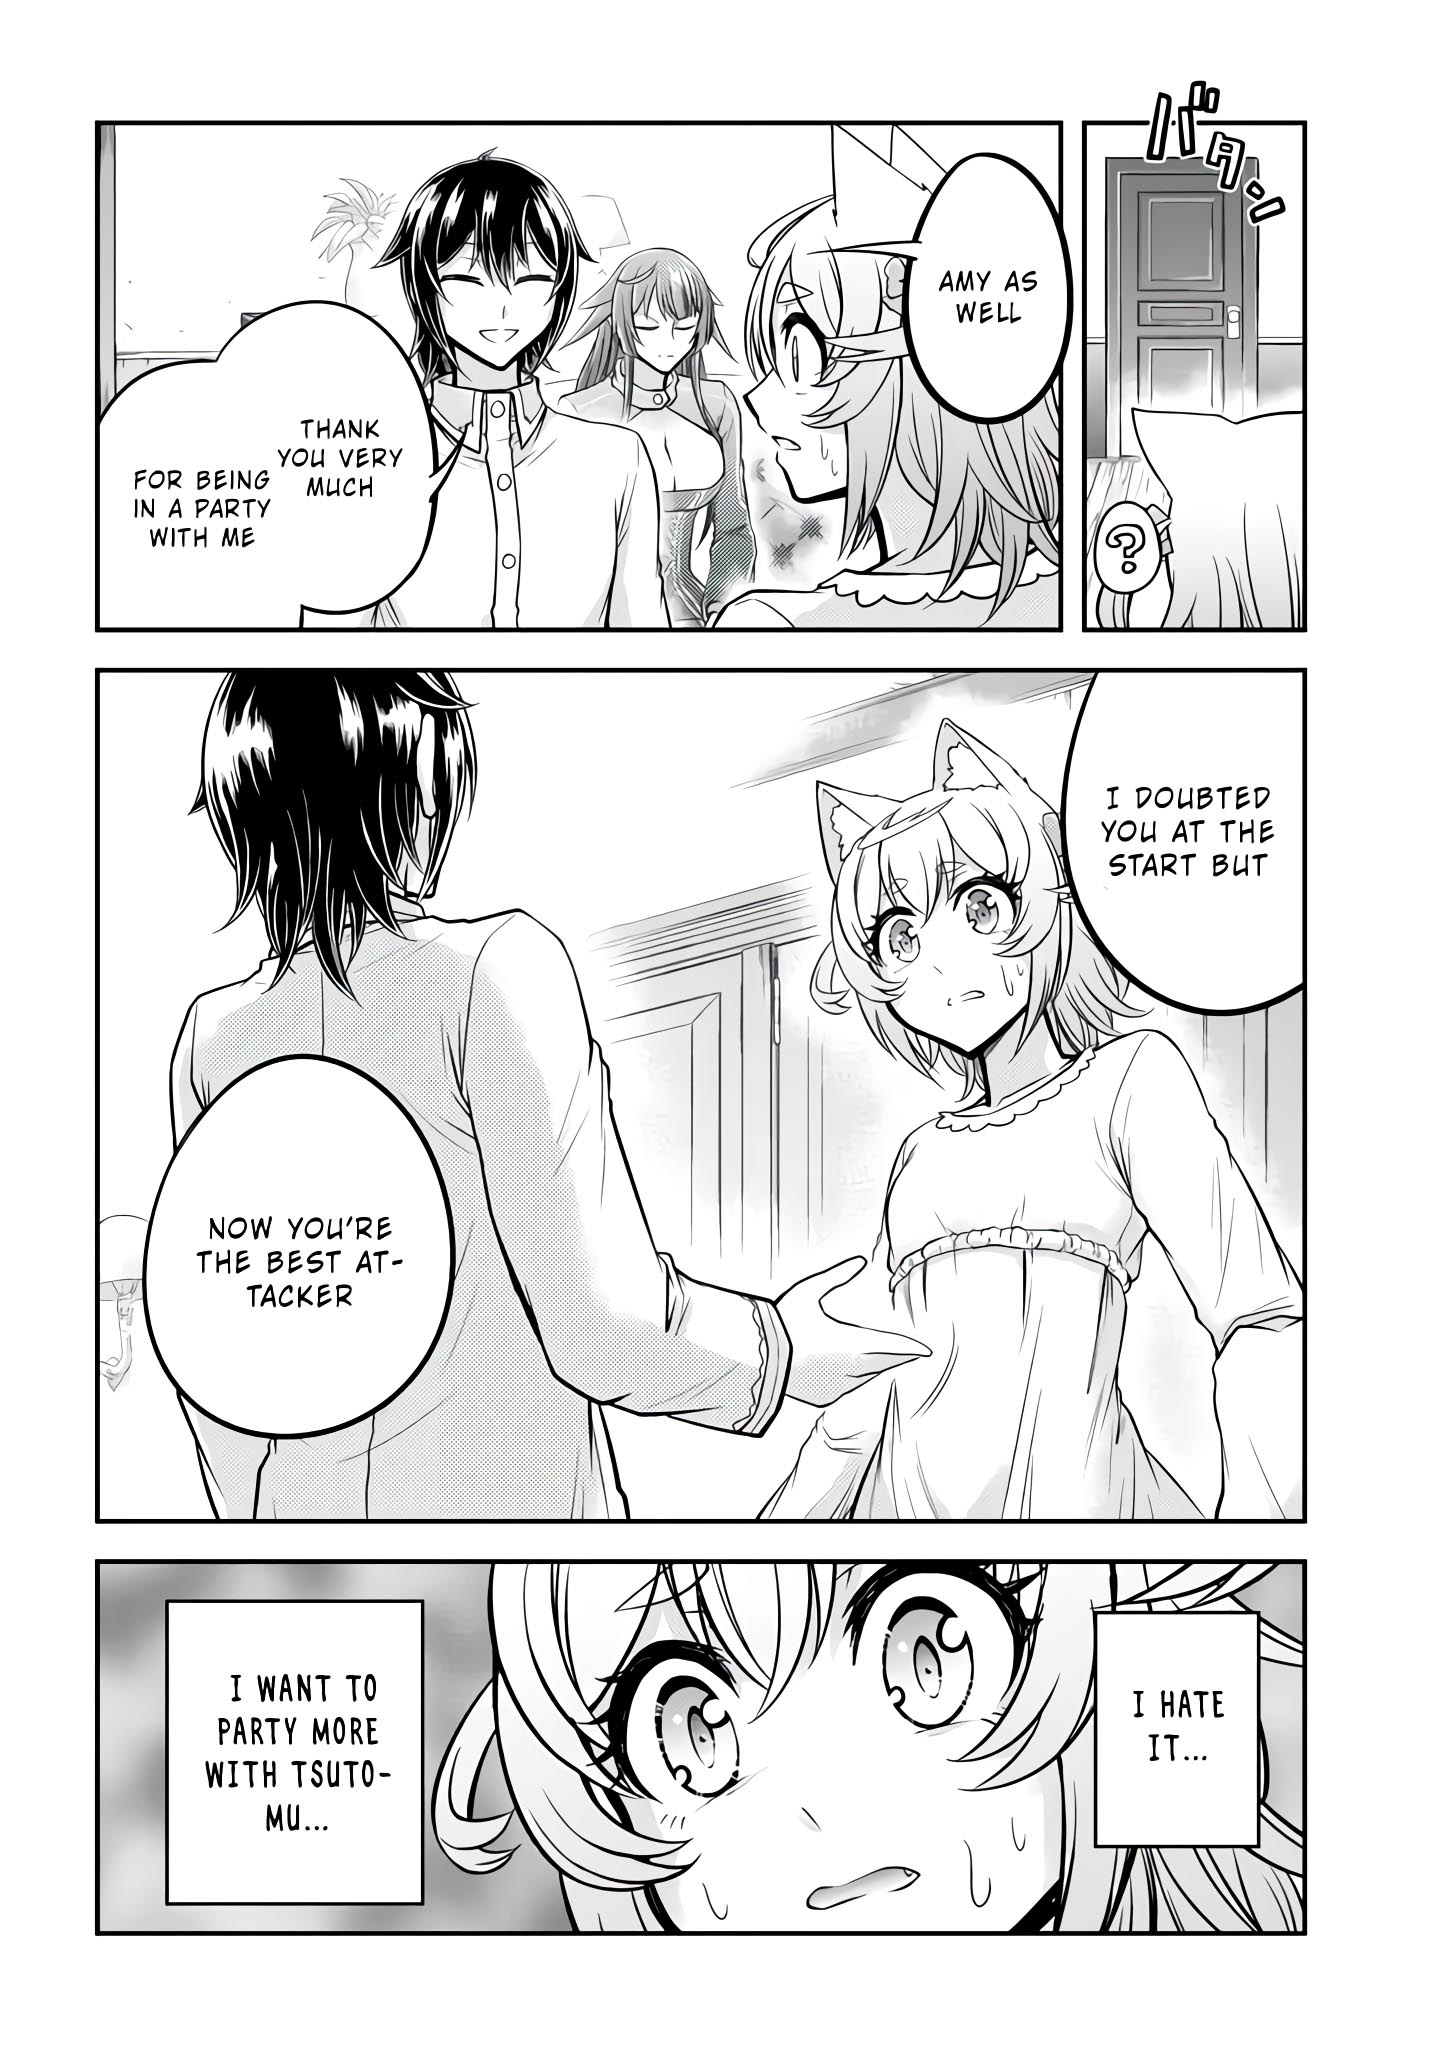 バタン
?
AMY AS
WELL
THANK
YOU VERY
MUCH
FOR BEING
IN A PARTY
WITH ME
I DOUBTED
YOU AT THE
START BUT
NOW YOU'RE
THE BEST AT-
TACKER
I HATE
IT...
I WANT TO
PARTY MORE
WITH TSUTO-
MU...